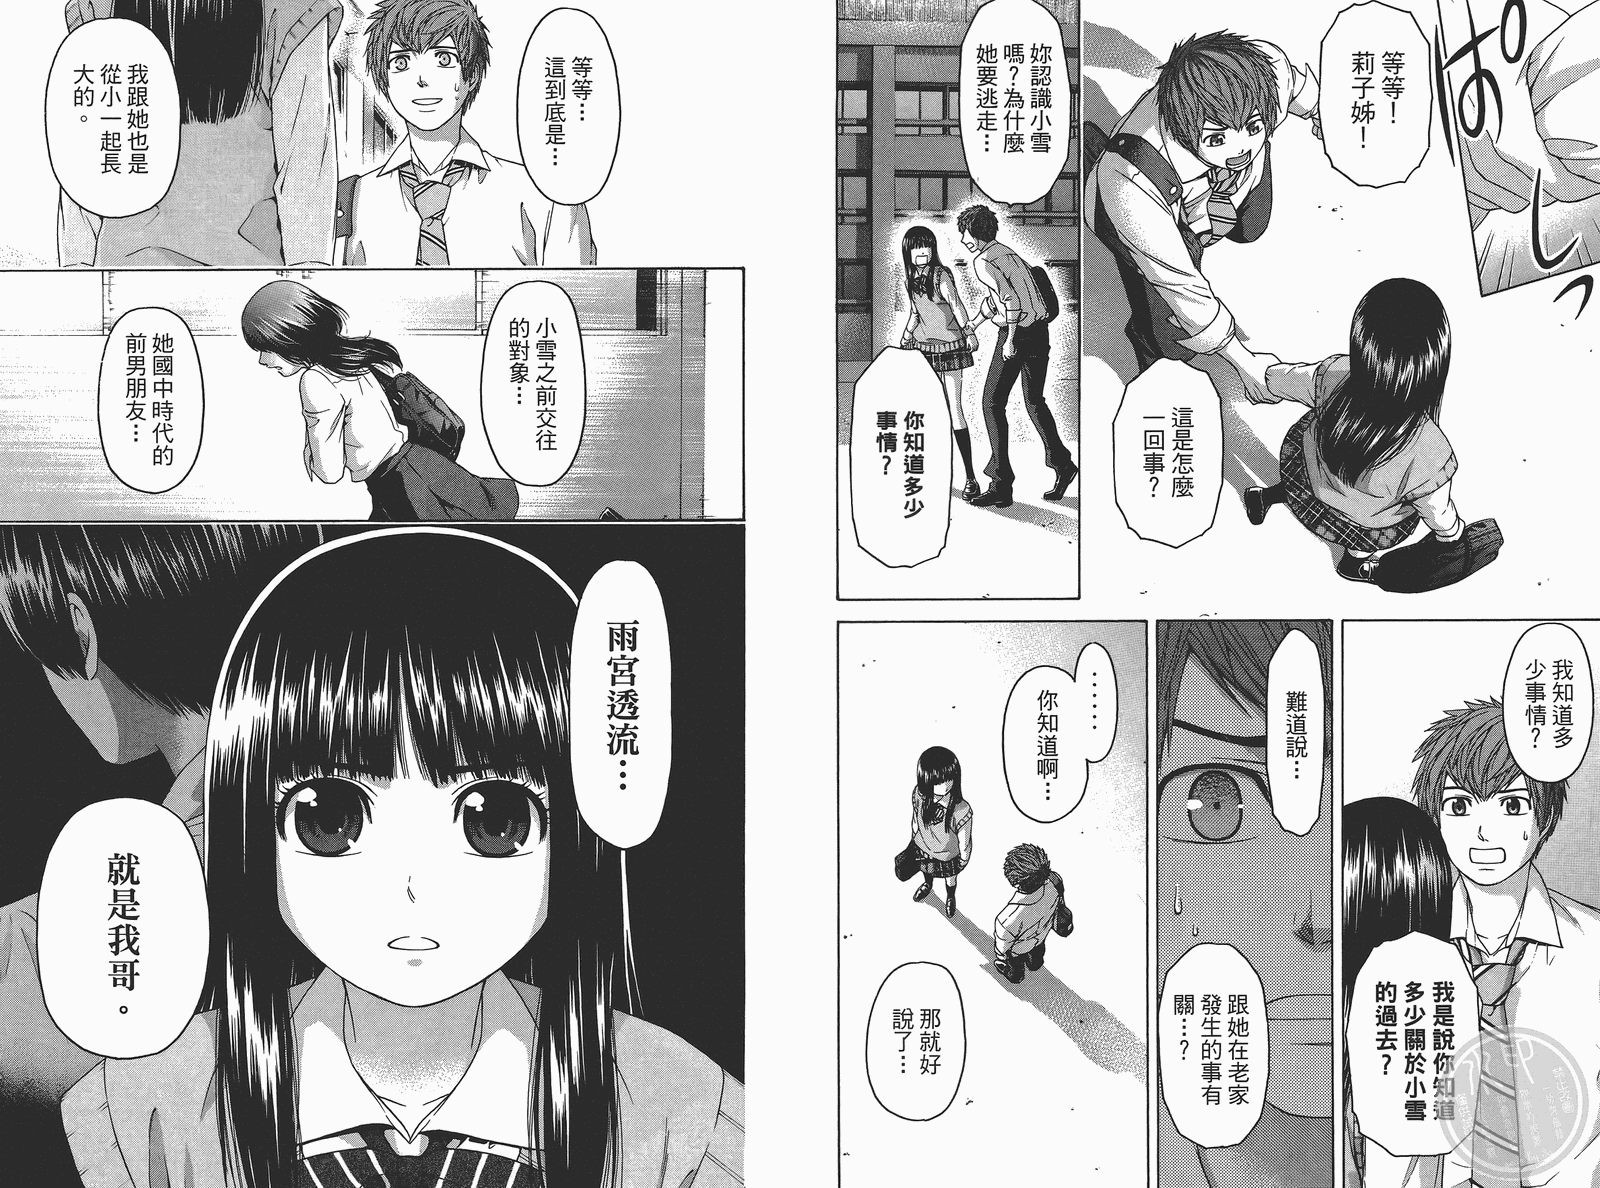 ぱしっ
等等！
莉子姊！
這是怎麼
一回事？
妳認識小雪
嗎？為什麼
她要逃走…
你知道多少
事情？
我知道多
少事情？
我是說你知道
多少關於小雪
的過去？
難道說…
跟她在老家
發生的事有
關…？
……
你知道啊…
那就好
說了…
等等…
這到底是…
我跟她也是
從小一起長
大的。
小雪之前交往
的對象…
她國中時代的
前男朋友…
雨宮透流…
就是我哥。